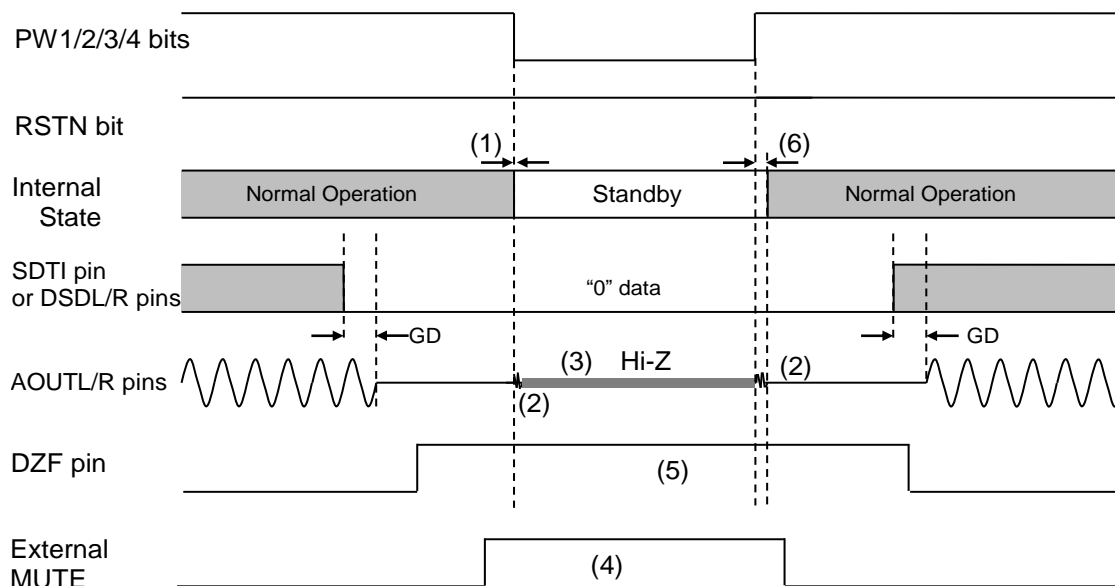 PW1/2/3/4 bits
RSTN bit
(1)
(6)
Internal
State
Normal Operation
Standby
Normal Operation
SDTI pin
or DSDL/R pins
“0” data
GD
GD
AOUTL/R pins
(3)
Hi-Z
(2)
(2)
DZF pin
(5)
External
MUTE
(4)